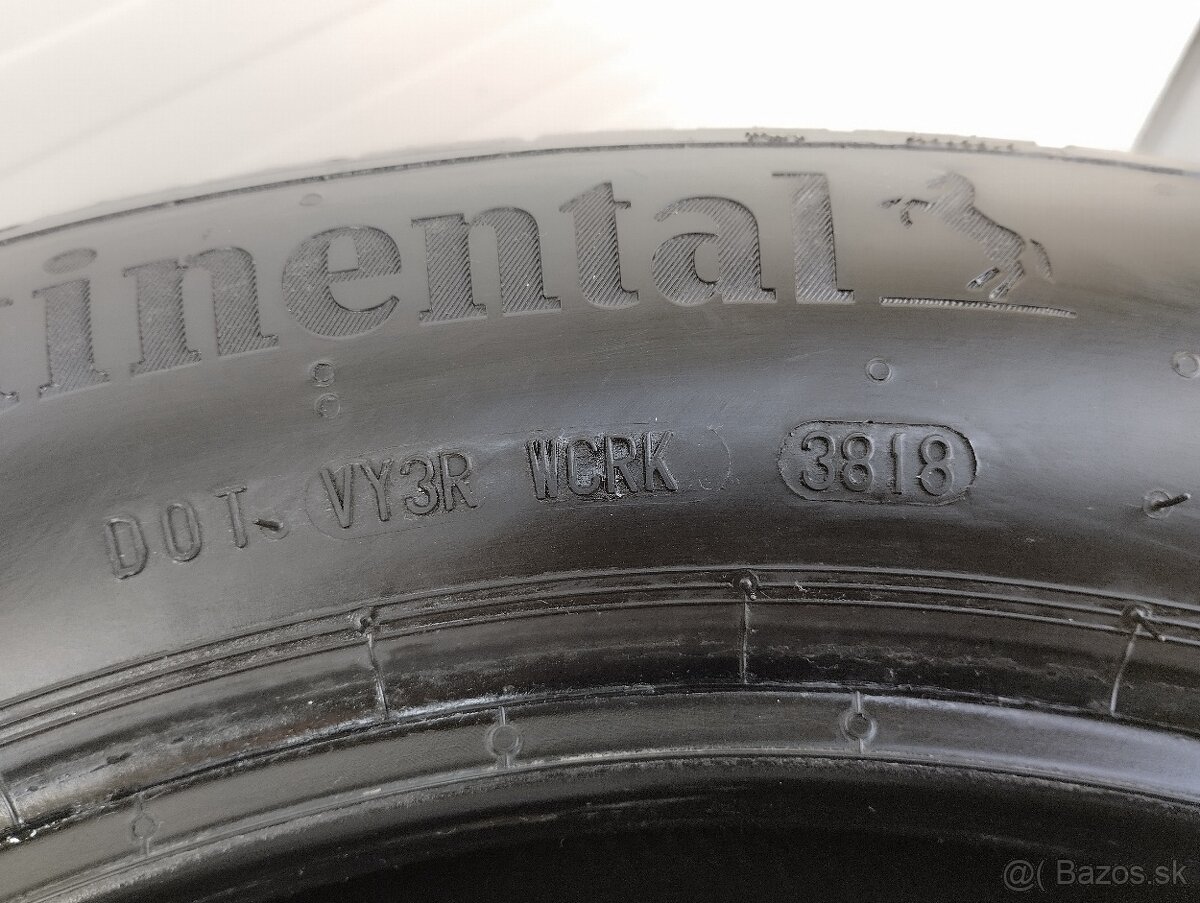 tinental
DOT VY3R WCRK 3818
@( Bazos.sk